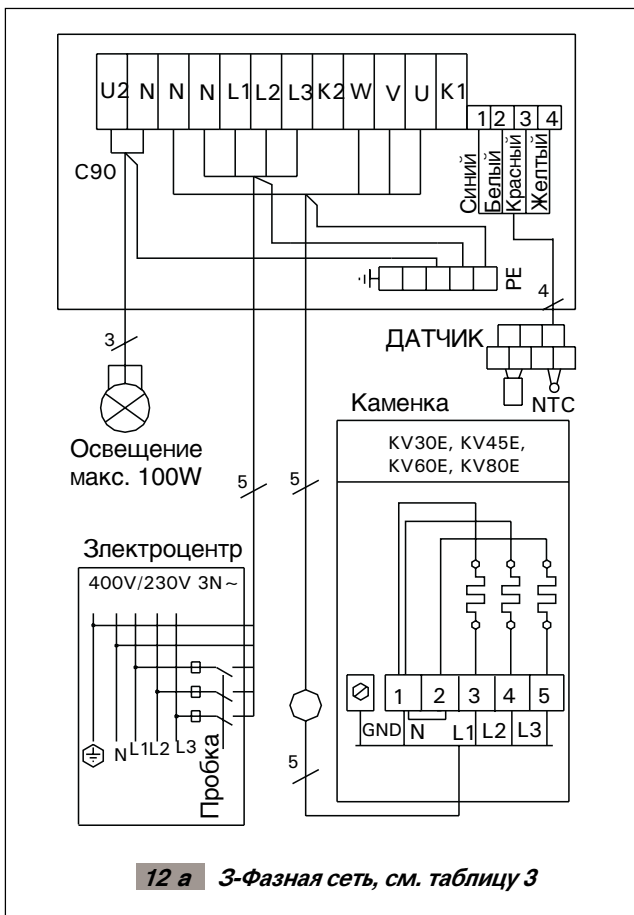 U2 N N N L1 L2 L3 K2 W V U K1
1 2 3 4
C90
Синий
Белый
Красный
Желтый
PE
3
4
ДАТЧИК
NTC
Освещение
макс. 100W
5
5
Каменка
KV30E, KV45E,
KV60E, KV80E
Злектроцентр
400V/230V 3N~
N L1 L2 L3
Пробка
5
1 2 3 4 5
GND N L1 L2 L3
12 а 3-Фазная сеть, см. таблицу 3